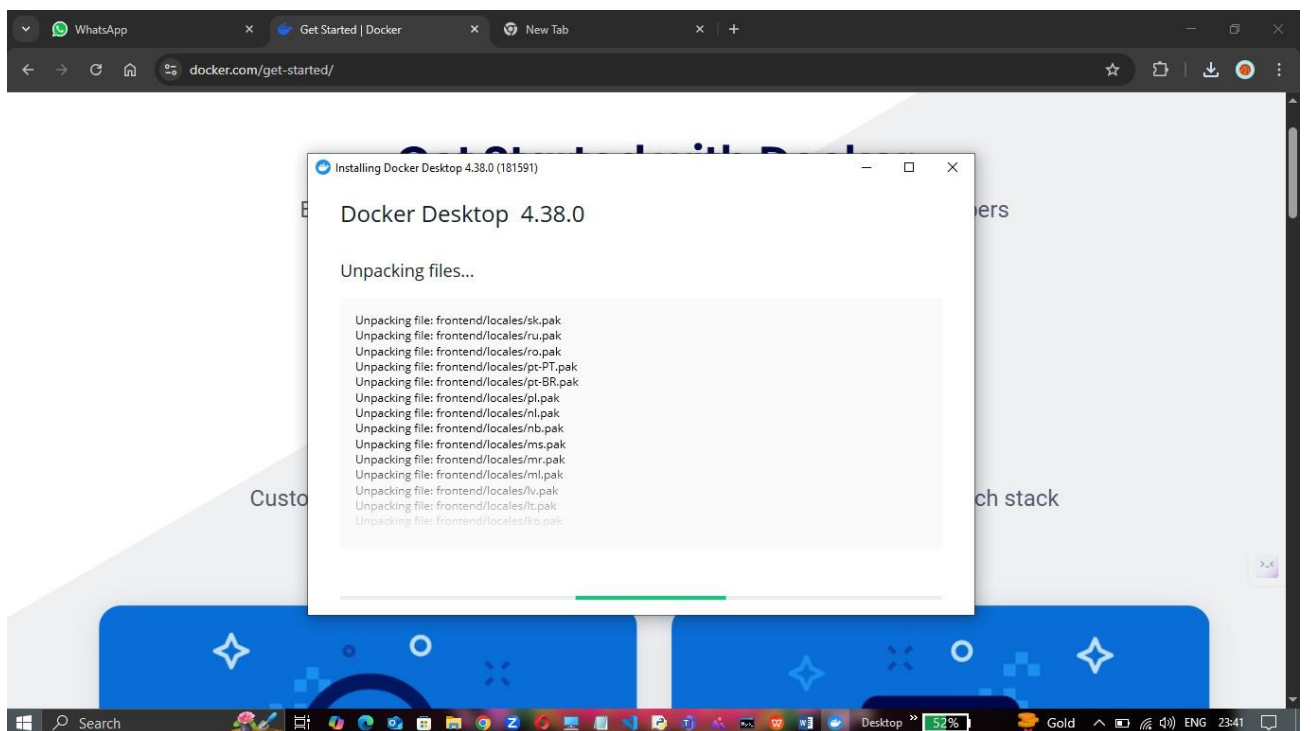 WhatsApp
Get Started | Docker
New Tab
docker.com/get-started/
Installing Docker Desktop 4.38.0 (181591)
Docker Desktop 4.38.0
Unpacking files...
Unpacking file: frontend/locales/sk.pak
Unpacking file: frontend/locales/ru.pak
Unpacking file: frontend/locales/ro.pak
Unpacking file: frontend/locales/pt-PT.pak
Unpacking file: frontend/locales/pt-BR.pak
Unpacking file: frontend/locales/pl.pak
Unpacking file: frontend/locales/nl.pak
Unpacking file: frontend/locales/nb.pak
Unpacking file: frontend/locales/ms.pak
Unpacking file: frontend/locales/mr.pak
Unpacking file: frontend/locales/ml.pak
Unpacking file: frontend/locales/lv.pak
Unpacking file: frontend/locales/lt.pak
Unpacking file: frontend/locales/ko.pak
Custo
ch stack
Search
Desktop
52%
Gold
ENG
23:41